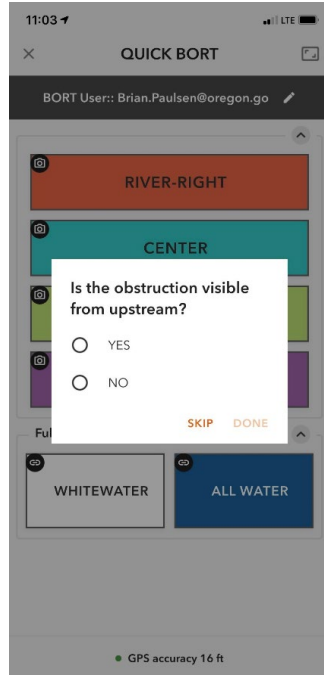 11:03
LTE
QUICK BORT
BORT User:: Brian.Paulsen@oregon.go
RIVER-RIGHT
CENTER
Is the obstruction visible
from upstream?
YES
NO
SKIP DONE
Ful
WHITEWATER ALL WATER
GPS accuracy 16 ft